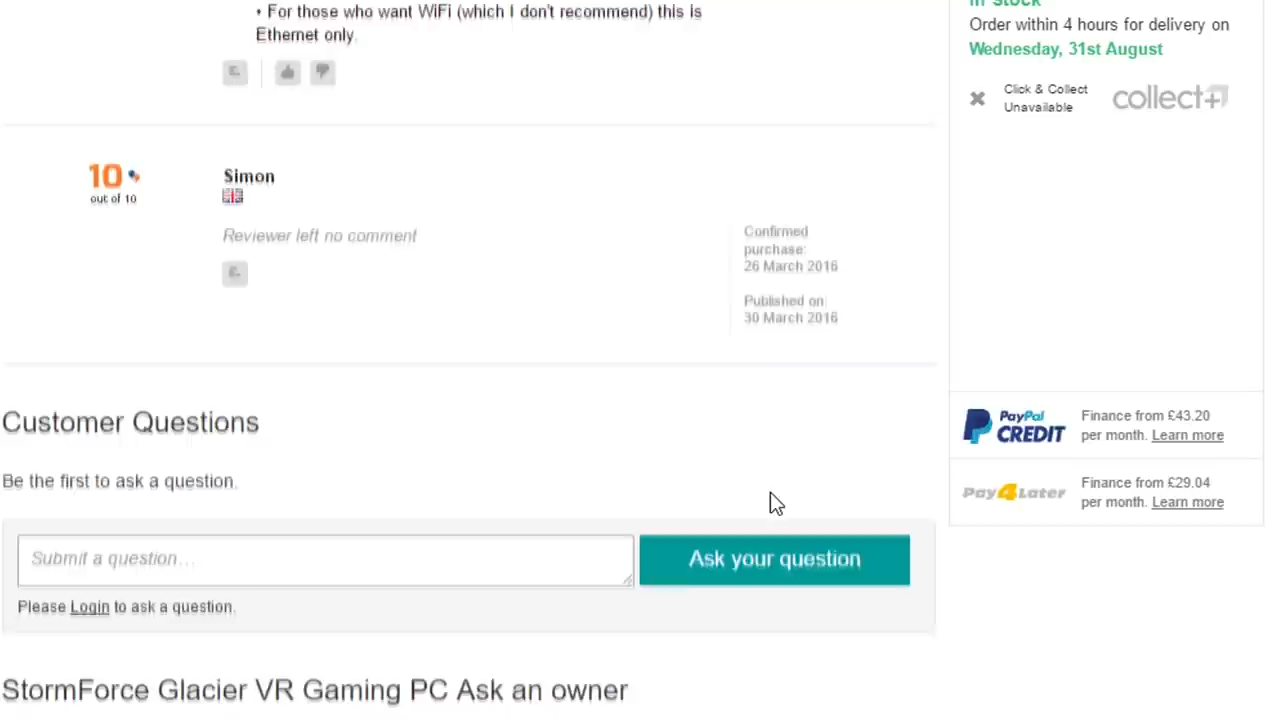 • For those who want WiFi (which I don't recommend) this is
Ethernet only.
10
out of 10
Simon
Reviewer left no comment
Confirmed
purchase:
26 March 2016
Published on:
30 March 2016
Customer Questions
Be the first to ask a question.
Submit a question...
Ask your question
Please Login to ask a question.
StormForce Glacier VR Gaming PC Ask an owner
In stock
Order within 4 hours for delivery on
Wednesday, 31st August
Click & Collect
Unavailable
collect+
PayPal
CREDIT
Finance from £43.20
per month. Learn more
Pay4Later
Finance from £29.04
per month. Learn more